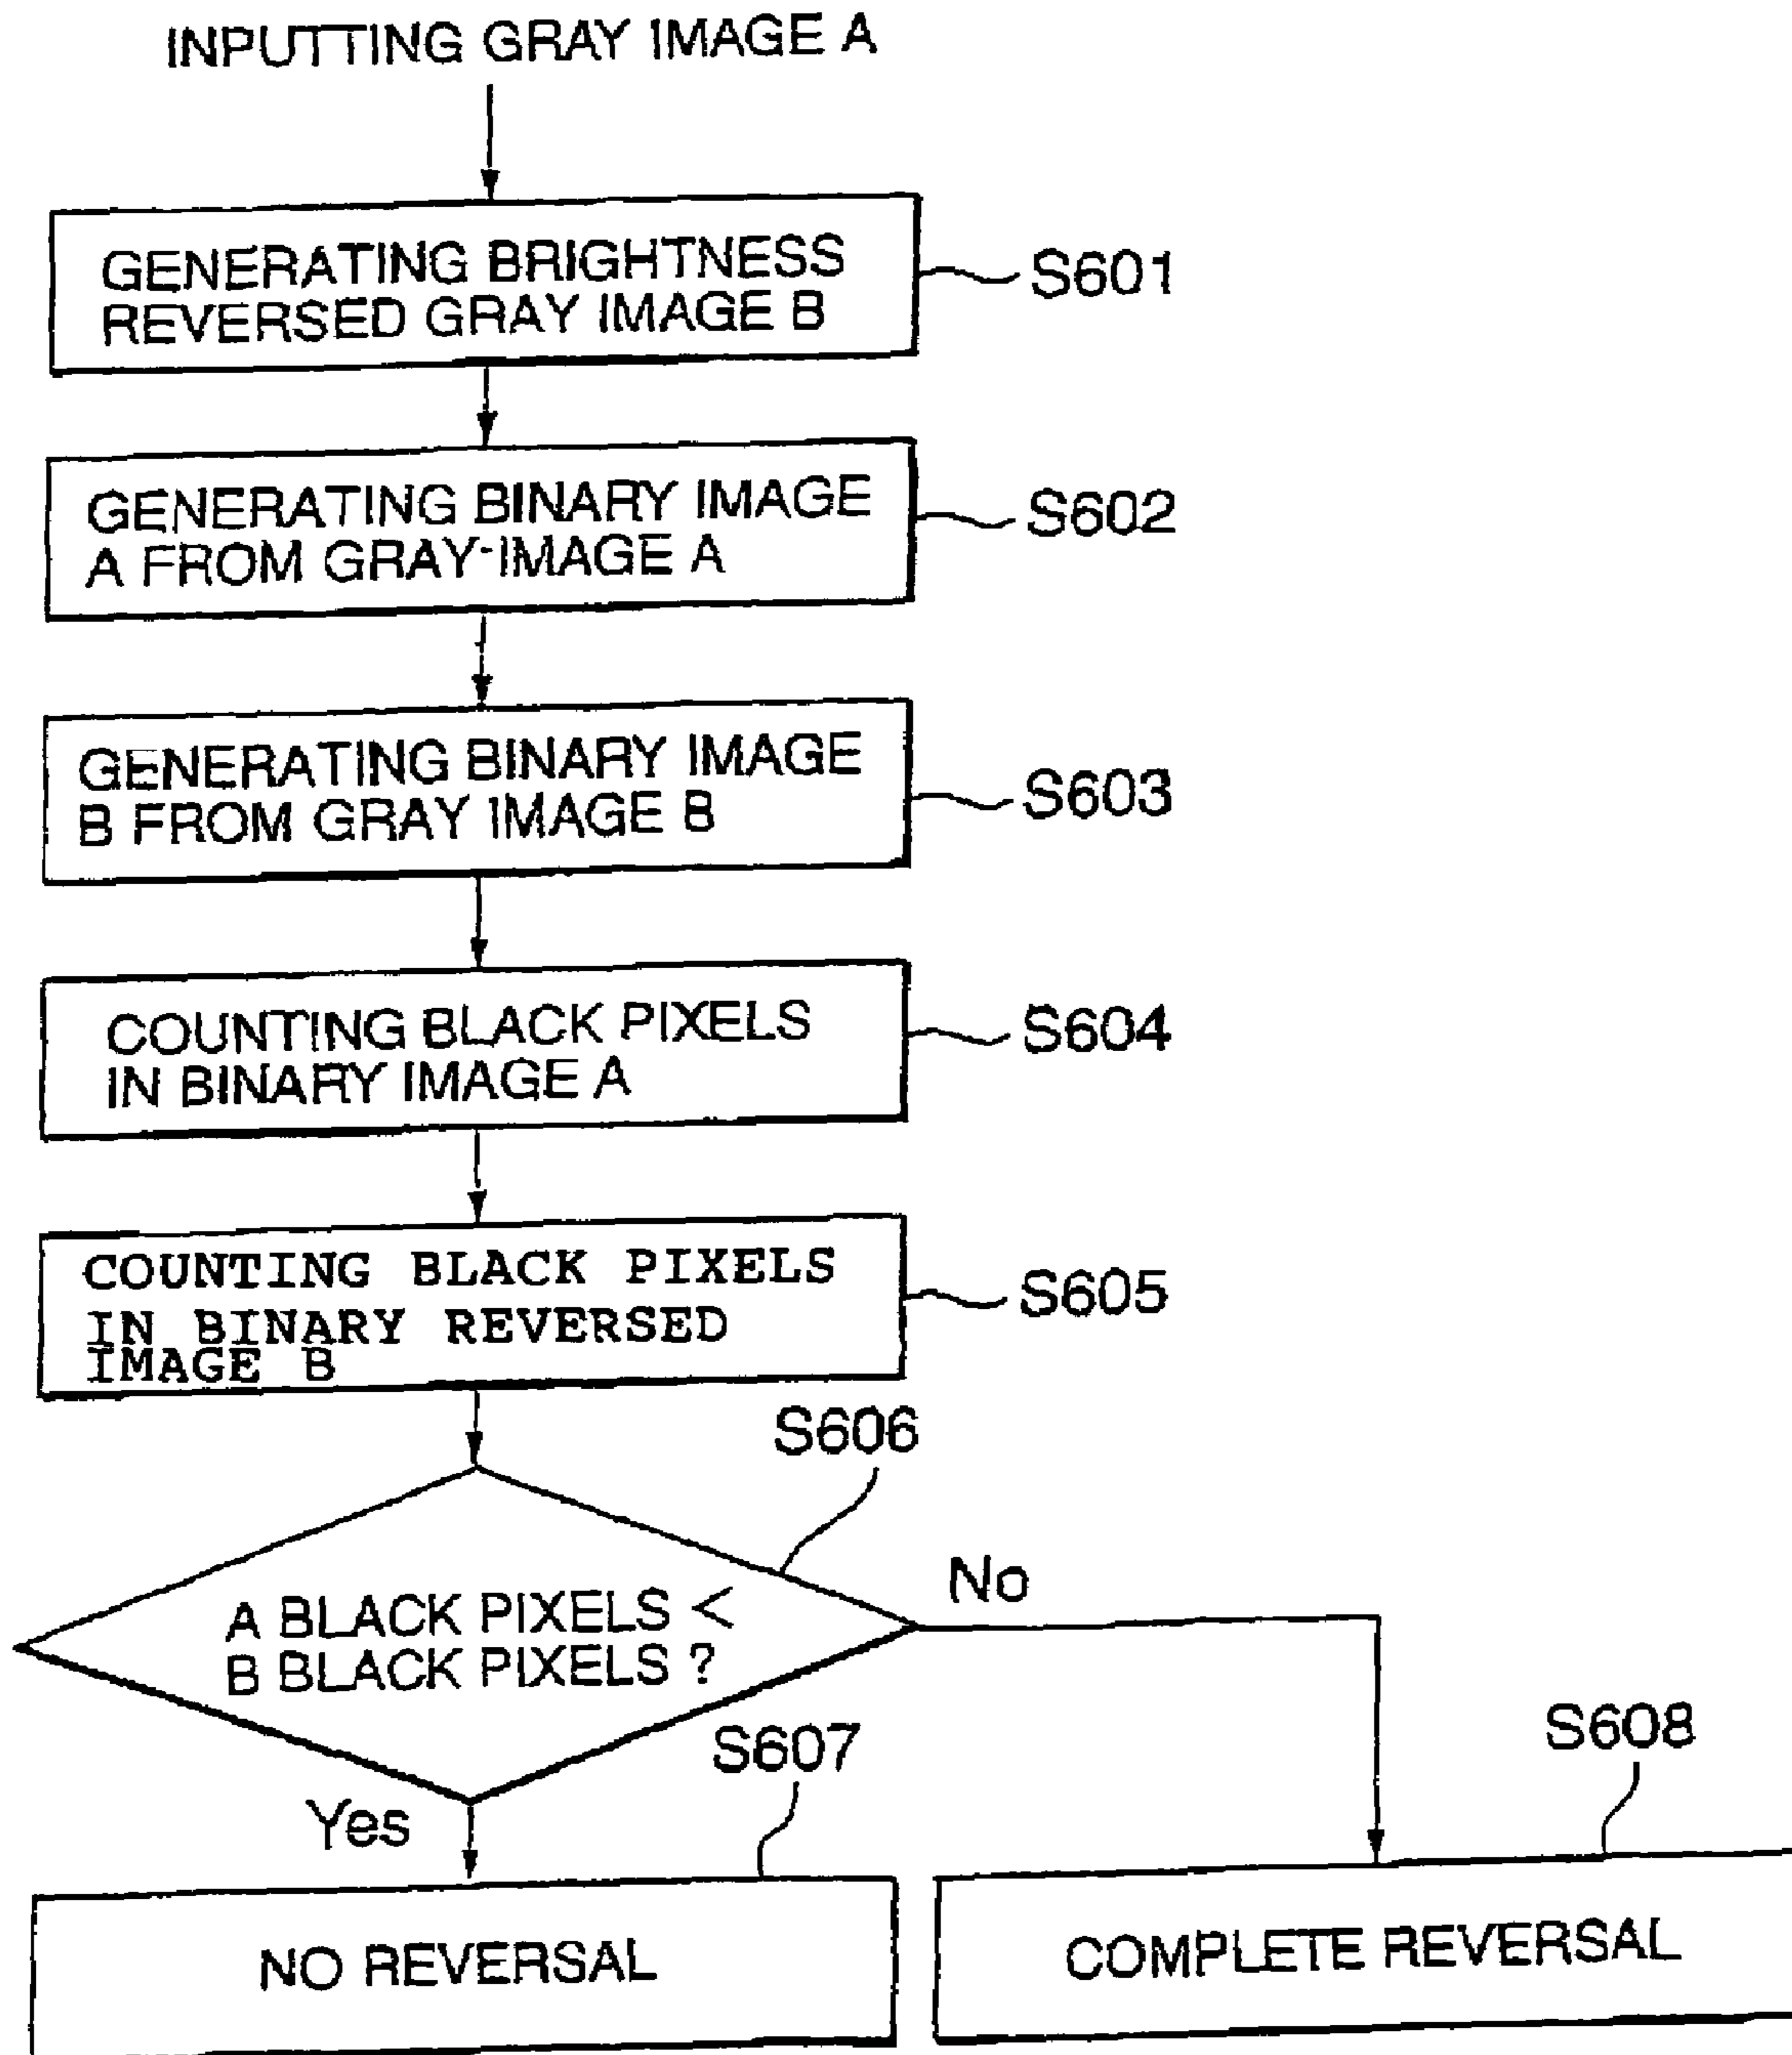 INPUTTING GRAY IMAGE A
GENERATING BRIGHTNESS
REVERSED GRAY IMAGE B
S601
GENERATING BINARY IMAGE
A FROM GRAY-IMAGE A
S602
GENERATING BINARY IMAGE
B FROM GRAY IMAGE B
S603
COUNTING BLACK PIXELS
IN BINARY IMAGE A
S604
COUNTING BLACK PIXELS
IN BINARY REVERSED
IMAGE B
S605
S606
A BLACK PIXELS <
B BLACK PIXELS ?
No
Yes
S607
S608
NO REVERSAL
COMPLETE REVERSAL